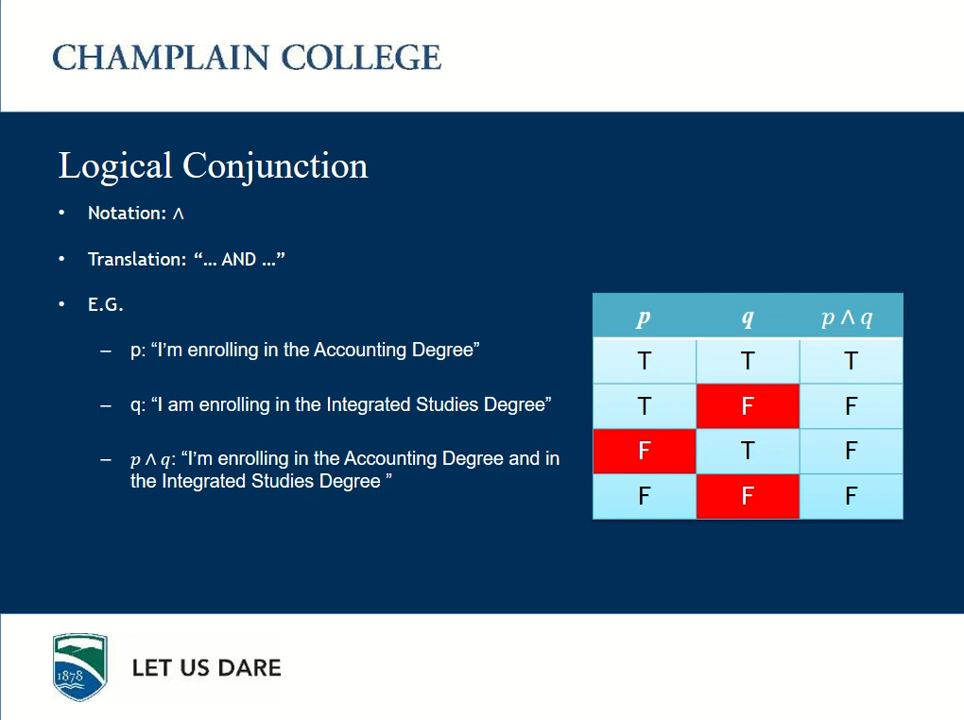 CHAMPLAIN COLLEGE
Logical Conjunction
• Notation: ∧
• Translation: “… AND …”
• E.G.
– p: “I’m enrolling in the Accounting Degree”
– q: “I am enrolling in the Integrated Studies Degree”
– p ∧ q: “I’m enrolling in the Accounting Degree and in
the Integrated Studies Degree ”
p q p ∧ q
T T T
T F F
F T F
F F F
1878
LET US DARE